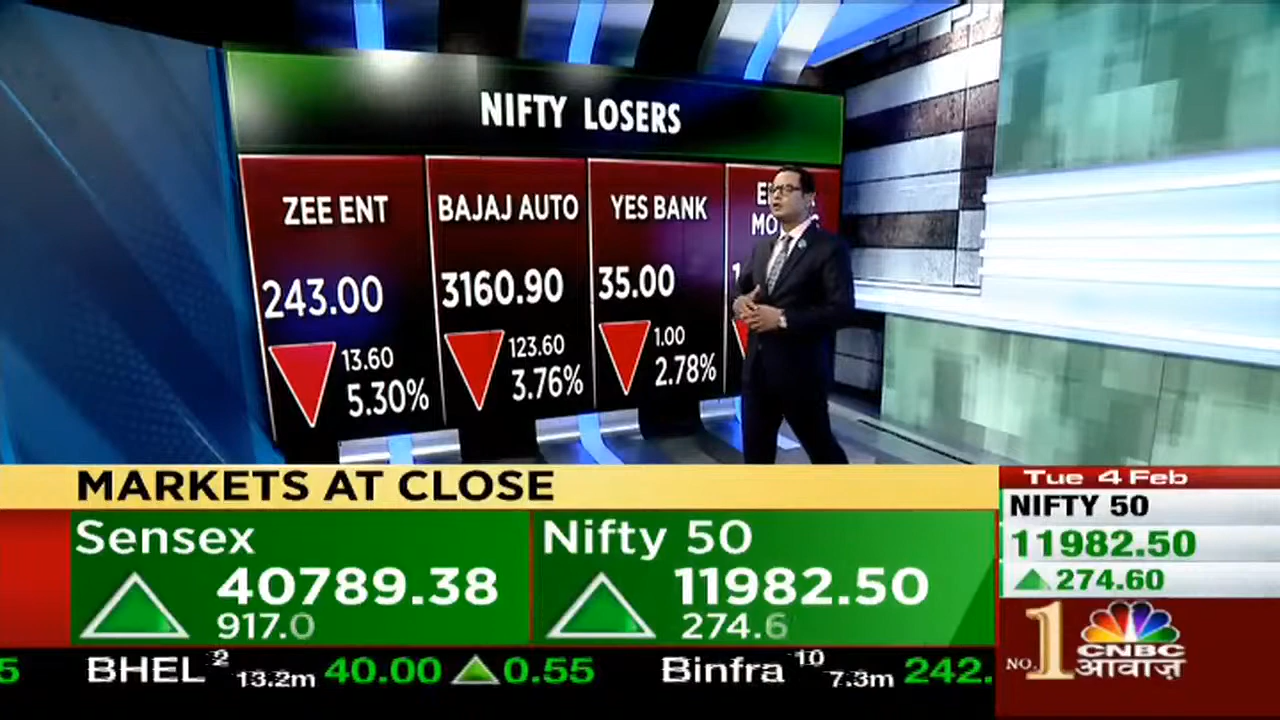 NIFTY LOSERS
ZEE ENT
243.00
13.60
5.30%
BAJAJ AUTO
3160.90
123.60
3.76%
YES BANK
35.00
1.00
2.78%
MARKETS AT CLOSE
Sensex
40789.38
917.0
Nifty 50
11982.50
274.6
Tue 4 Feb
NIFTY 50
11982.50
274.60
BHEL 2 13.2m 40.00 0.55 Binfra 10 7.3m 242.
NO.1
CNBC
आवाज़